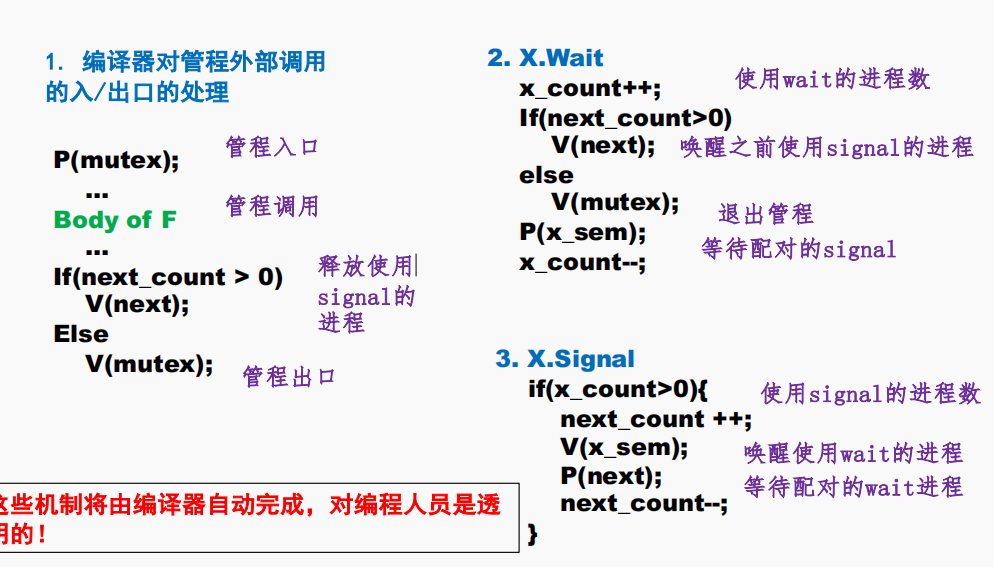 1. 编译器对管程外部调用
的入/出口的处理
P(mutex);
管程入口
...
Body of F
管程调用
...
If(next_count > 0)
V(next);
释放使用
signal的
进程
Else
V(mutex);
管程出口
这些机制将由编译器自动完成，对编程人员是透
明的!
2. X.Wait
x_count++;
使用wait的进程数
If(next_count>0)
V(next);
唤醒之前使用signal的进程
else
V(mutex);
退出管程
P(x_sem);
等待配对的signal
x_count--;
3. X.Signal
if(x_count>0){
使用signal的进程数
next_count ++;
V(x_sem);
唤醒使用wait的进程
P(next);
等待配对的wait进程
next_count--;
}